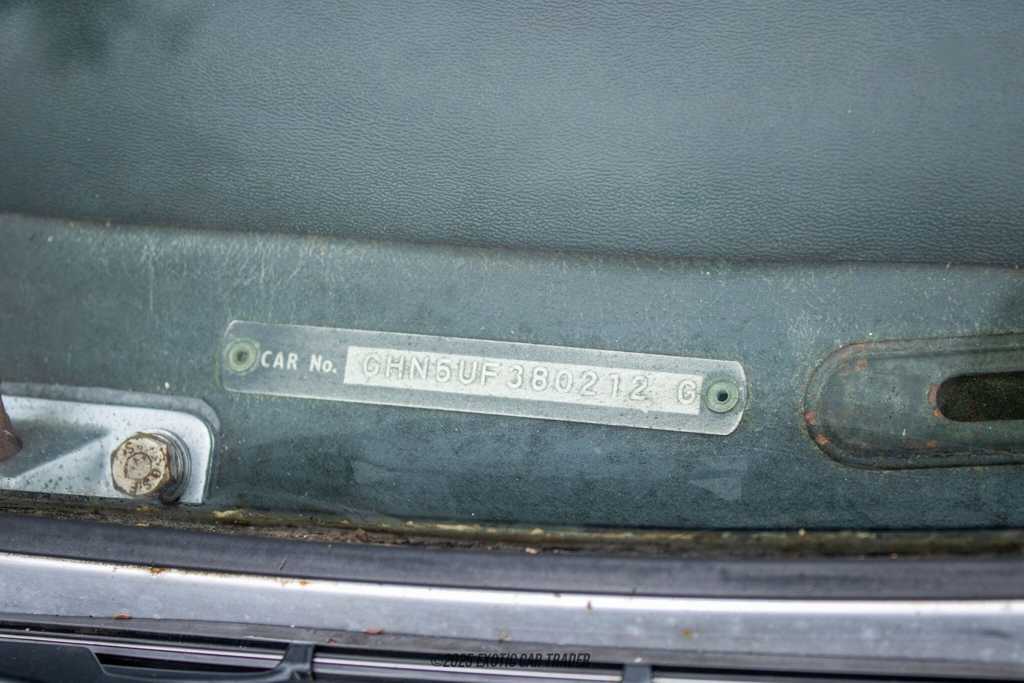 CAR No. GHN5UF380212 G
©2025 EXOTIC CAR TRADER